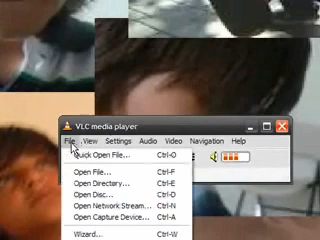 VLC media player
File View Settings Audio Video Navigation Help
Quick Open File... Ctrl-O
Open File... Ctrl-F
Open Directory... Ctrl-E
Open Disc... Ctrl-D
Open Network Stream... Ctrl-N
Open Capture Device... Ctrl-A
Wizard... Ctrl-W